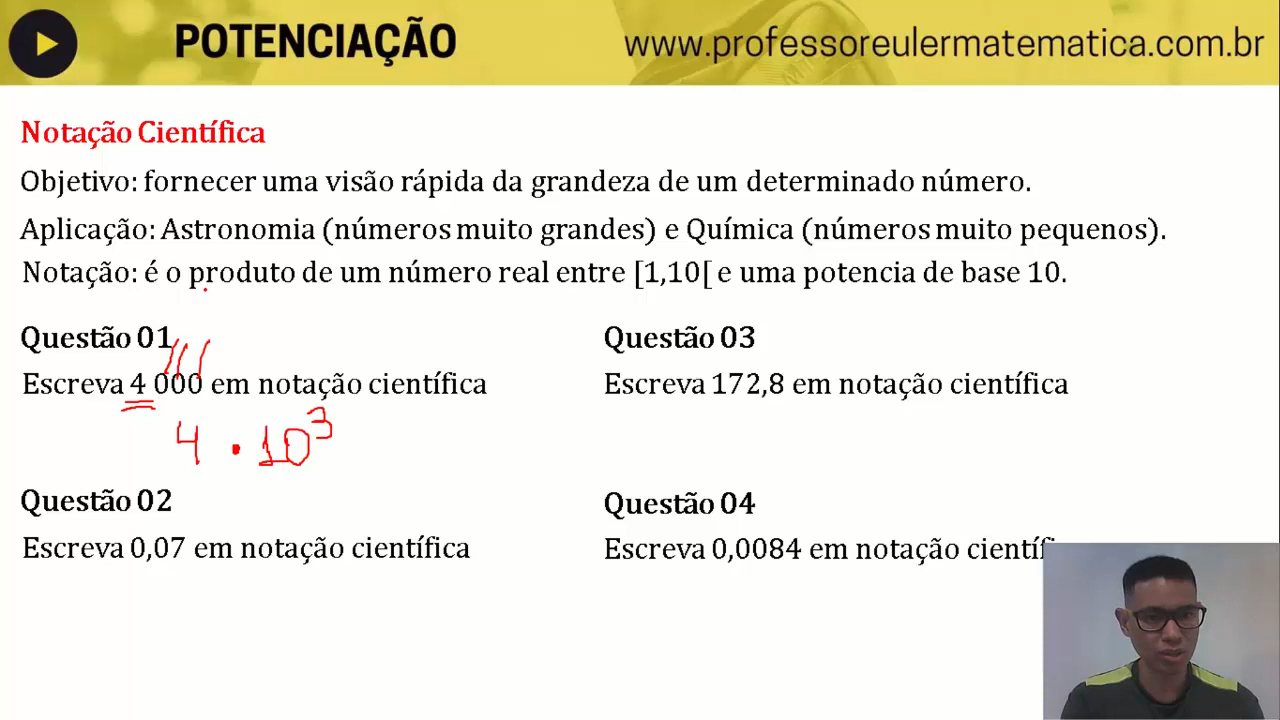 POTENCIAÇÃO
www.professoreulermatematica.com.br
Notação Científica
Objetivo: fornecer uma visão rápida da grandeza de um determinado número.
Aplicação: Astronomia (números muito grandes) e Química (números muito pequenos).
Notação: é o produto de um número real entre [1,10[ e uma potencia de base 10.
Questão 01
Escreva 4 000 em notação científica
4 · 10³
Questão 02
Escreva 0,07 em notação científica
Questão 03
Escreva 172,8 em notação científica
Questão 04
Escreva 0,0084 em notação